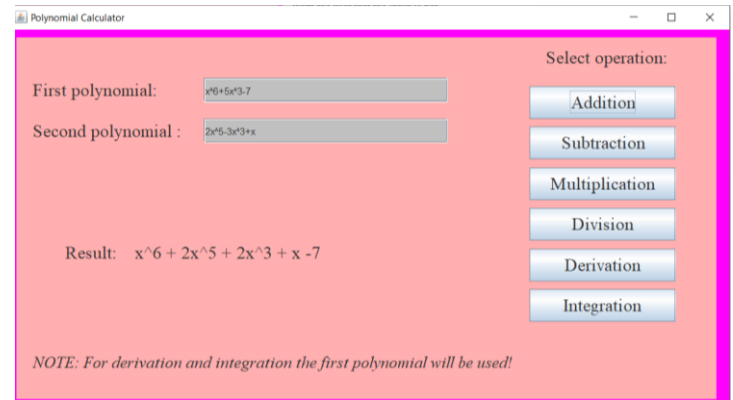 Polynomial Calculator
Select operation:
First polynomial:
x^6+5x^3-7
Addition
Second polynomial :
2x^5-3x^3+x
Subtraction
Multiplication
Division
Result: x^6 + 2x^5 + 2x^3 + x -7
Derivation
Integration
NOTE: For derivation and integration the first polynomial will be used!